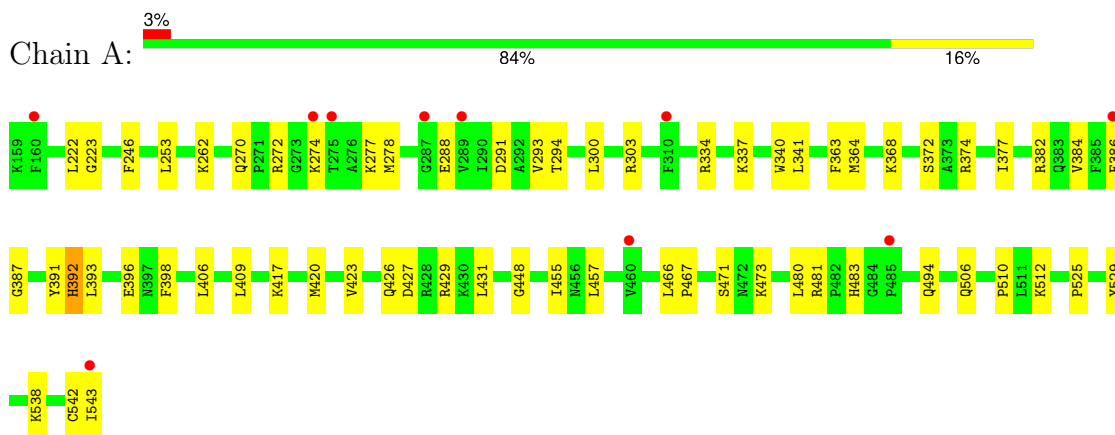 3%
Chain A:
84% 16%
K159 F160 L222 G223 F246 L253 K262 Q270 P271 R272 G273 K274 T275 A276 K277 M278 G287 E288 V289 I290 D291 A292 V293 T294 L300 R303 F310 R334 K337 W340 L341 F363 M364 K368 S372 A373 R374 I377 R382 Q383 V384 F385
G387 Y391 H392 L393 E396 N397 F398 L406 L409 K417 M420 V423 Q426 D427 R428 R429 K430 L431 G448 I455 N456 L457 V460 L466 P467 S471 N472 K473 L480 R481 P482 H483 G484 P485 Q494 Q506 P510 L511 K512 P525
K538 C542 I543